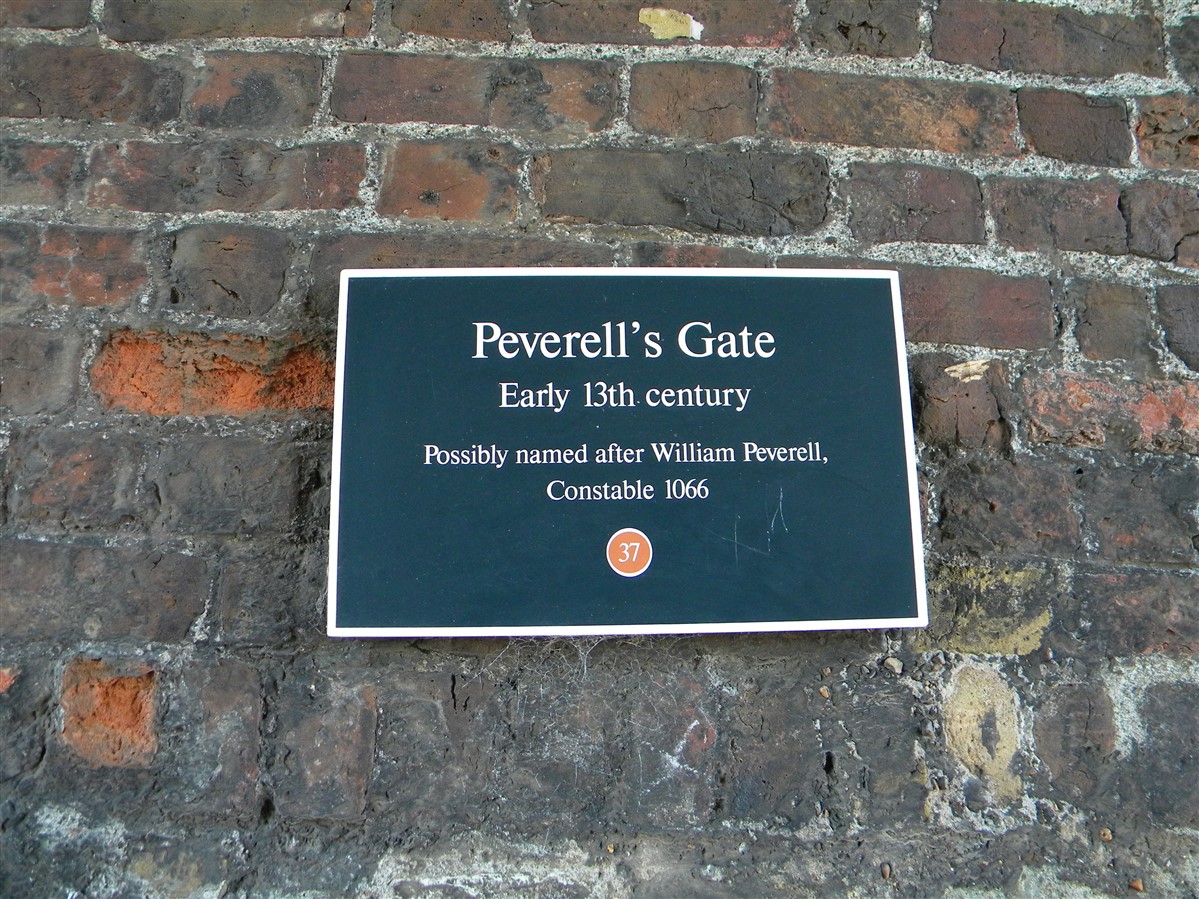 Peverell's Gate
Early 13th century
Possibly named after William Peverell,
Constable 1066
37